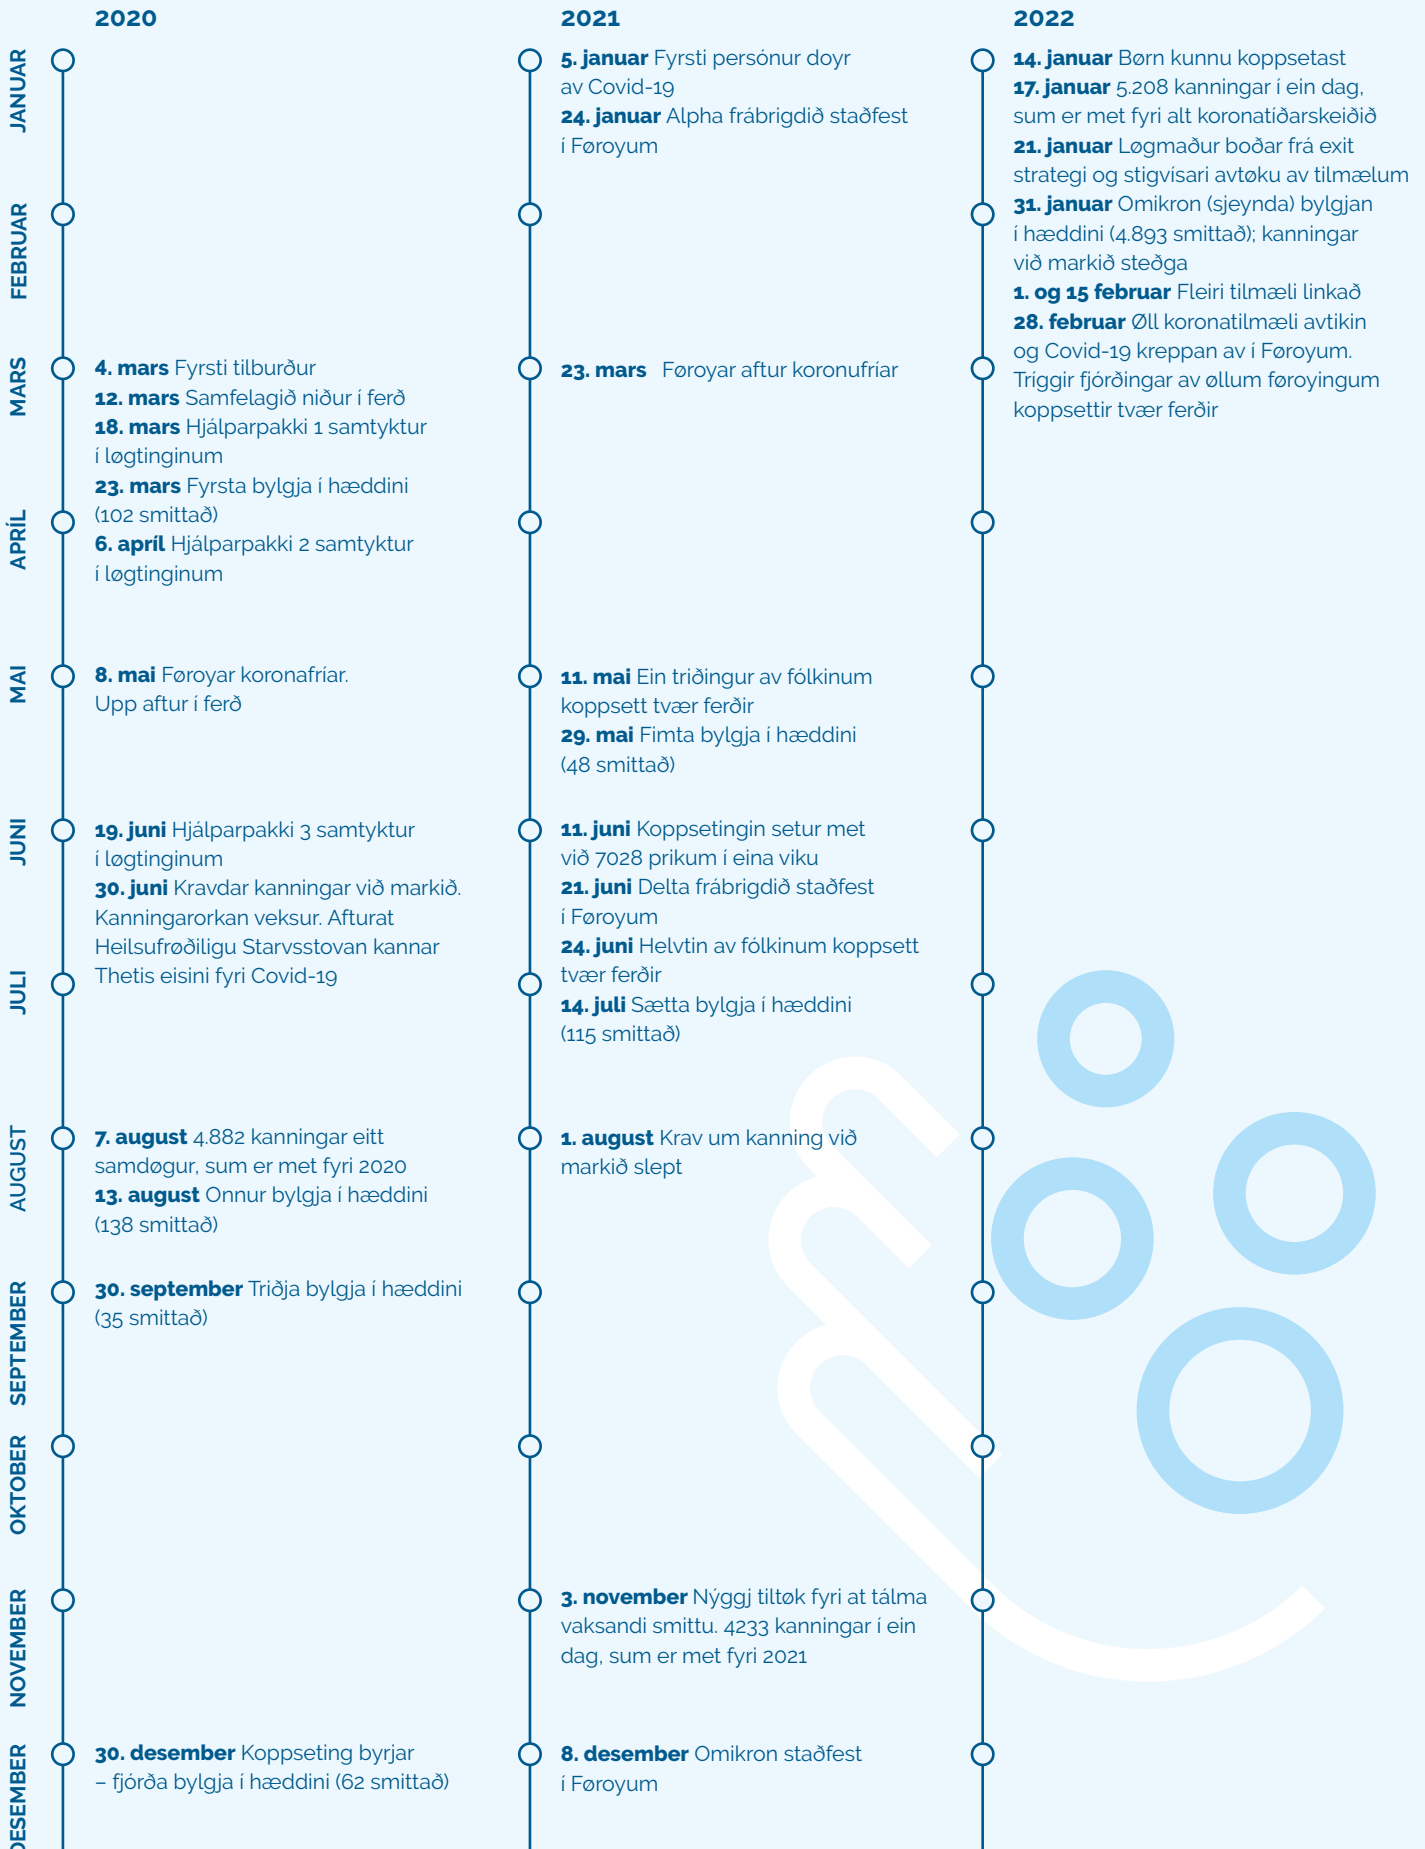 2020
2021
2022
JANUAR
FEBRUAR
MARS
APRÍL
MAI
JUNI
JULI
AUGUST
SEPTEMBER
OKTOBER
NOVEMBER
DESEMBER
4. mars Fyrsti tilburður
12. mars Samfelagið niður í ferð
18. mars Hjálparpakki 1 samtyktur
í løgtinginum
23. mars Fyrsta bylgja í hæddini
(102 smittað)
6. apríl Hjálparpakki 2 samtyktur
í løgtinginum
8. mai Føroyar koronafríar.
Upp aftur í ferð
19. juni Hjálparpakki 3 samtyktur
í løgtinginum
30. juni Kravdar kanningar við markið.
Kanningarorkan veksur. Afturat
Heilsufrøðiligu Starvsstovan kannar
Thetis eisini fyri Covid-19
7. august 4.882 kanningar eitt
samdøgur, sum er met fyri 2020
13. august Onnur bylgja í hæddini
(138 smittað)
30. september Triðja bylgja í hæddini
(35 smittað)
30. desember Koppseting byrjar
– fjórða bylgja í hæddini (62 smittað)
5. januar Fyrsti persónur doyr
av Covid-19
24. januar Alpha frábrigdið staðfest
í Føroyum
23. mars Føroyar aftur koronufríar
11. mai Ein triðingur av fólkinum
koppsett tvær ferðir
29. mai Fimta bylgja í hæddini
(48 smittað)
11. juni Koppsetingin setur met
við 7028 prikum í eina viku
21. juni Delta frábrigdið staðfest
í Føroyum
24. juni Helvtin av fólkinum koppsett
tvær ferðir
14. juli Sætta bylgja í hæddini
(115 smittað)
1. august Krav um kanning við
markið slept
3. november Nýggj tiltøk fyri at tálma
vaksandi smittu. 4233 kanningar í ein
dag, sum er met fyri 2021
8. desember Omikron staðfest
í Føroyum
14. januar Børn kunnu koppsetast
17. januar 5.208 kanningar í ein dag,
sum er met fyri alt koronatíðarskeiðið
21. januar Løgmaður boðar frá exit
strategi og stigvísari avtøku av tilmælum
31. januar Omikron (sjeynda) bylgjan
í hæddini (4.893 smittað); kanningar
við markið steðga
1. og 15 februar Fleiri tilmæli linkað
28. februar Øll koronatilmæli avtikin
og Covid-19 kreppan av í Føroyum.
Tríggir fjórðingar av øllum føroyingum
koppsettir tvær ferðir